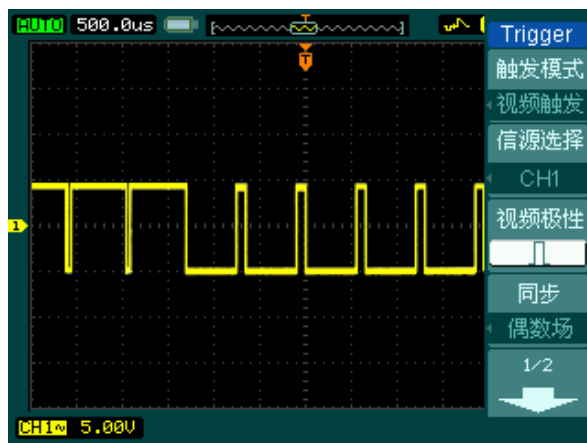 AUTO 500.0us
T
T
Trigger
触发模式
视频触发
信源选择
CH1
视频极性
同步
偶数场
1/2
1
CH1~ 5.00V